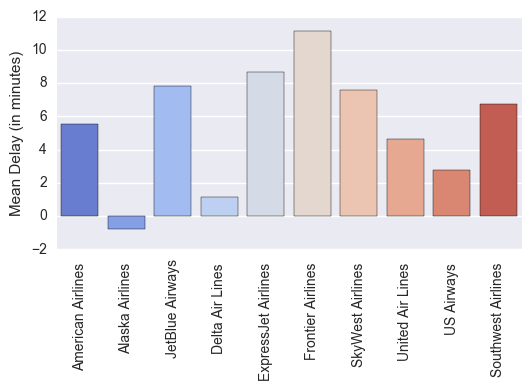 Mean Delay (in minutes)
12
10
8
6
4
2
0
−2
American Airlines
Alaska Airlines
JetBlue Airways
Delta Air Lines
ExpressJet Airlines
Frontier Airlines
SkyWest Airlines
United Air Lines
US Airways
Southwest Airlines